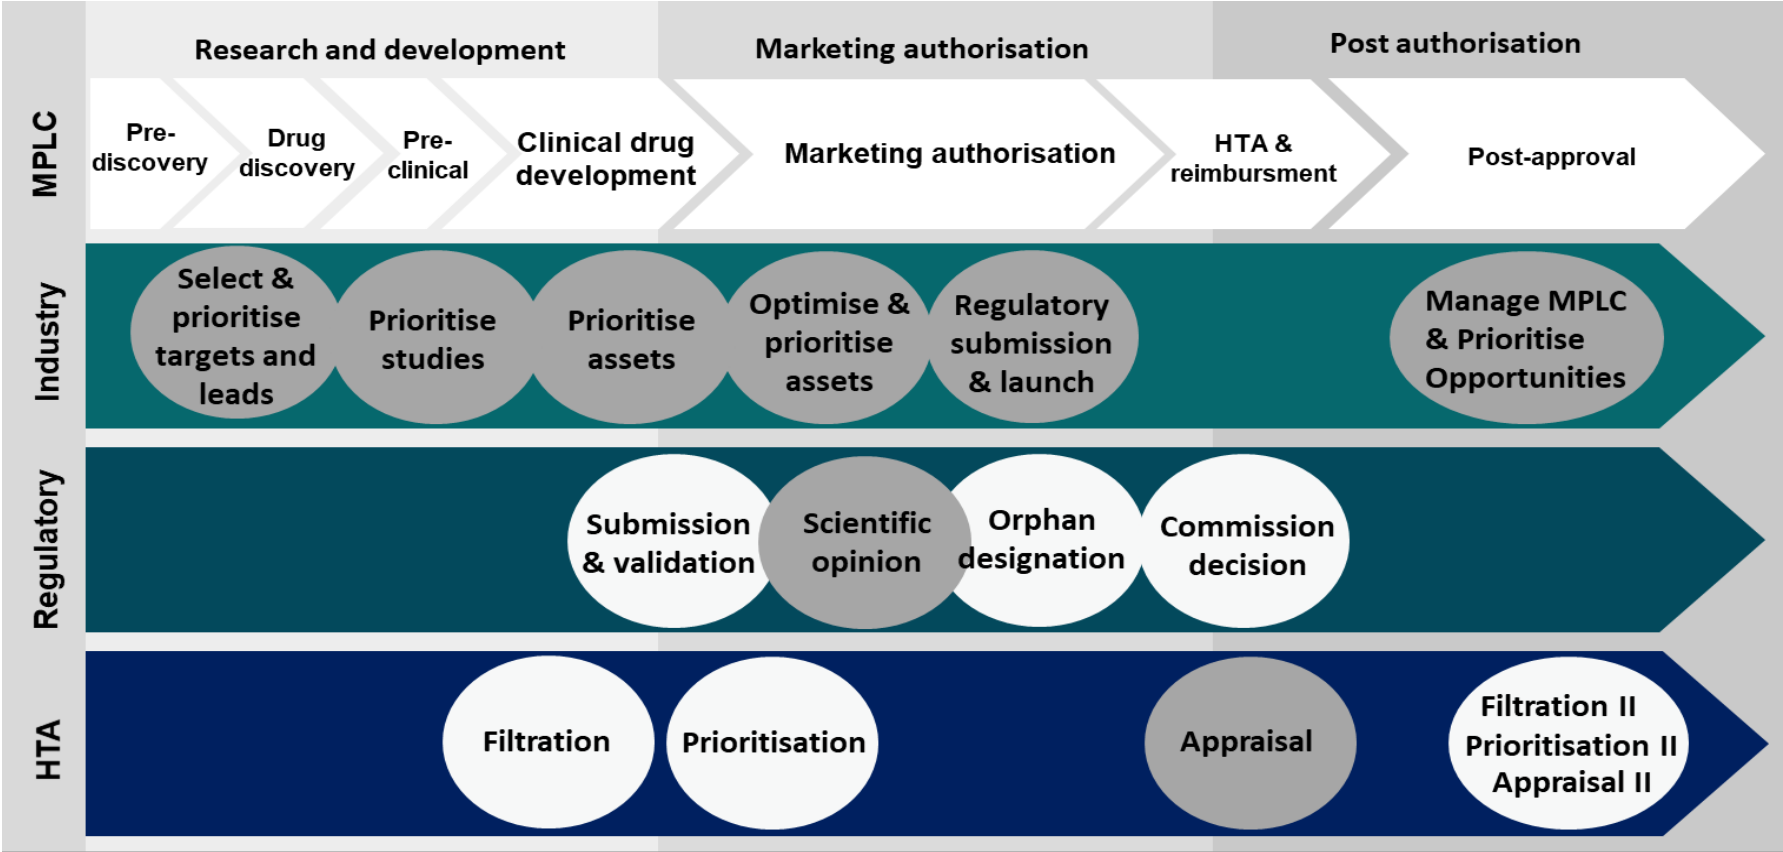 Research and development
Marketing authorisation
Post authorisation
MPLC
Pre-
discovery
Drug
discovery
Pre-
clinical
Clinical drug
development
Marketing authorisation
HTA &
reimbursment
Post-approval
Industry
Select &
prioritise
targets and
leads
Prioritise
studies
Prioritise
assets
Optimise &
prioritise
assets
Regulatory
submission
& launch
Manage MPLC
& Prioritise
Opportunities
Regulatory
Submission
& validation
Scientific
opinion
Orphan
designation
Commission
decision
HTA
Filtration
Prioritisation
Appraisal
Filtration II
Prioritisation II
Appraisal II